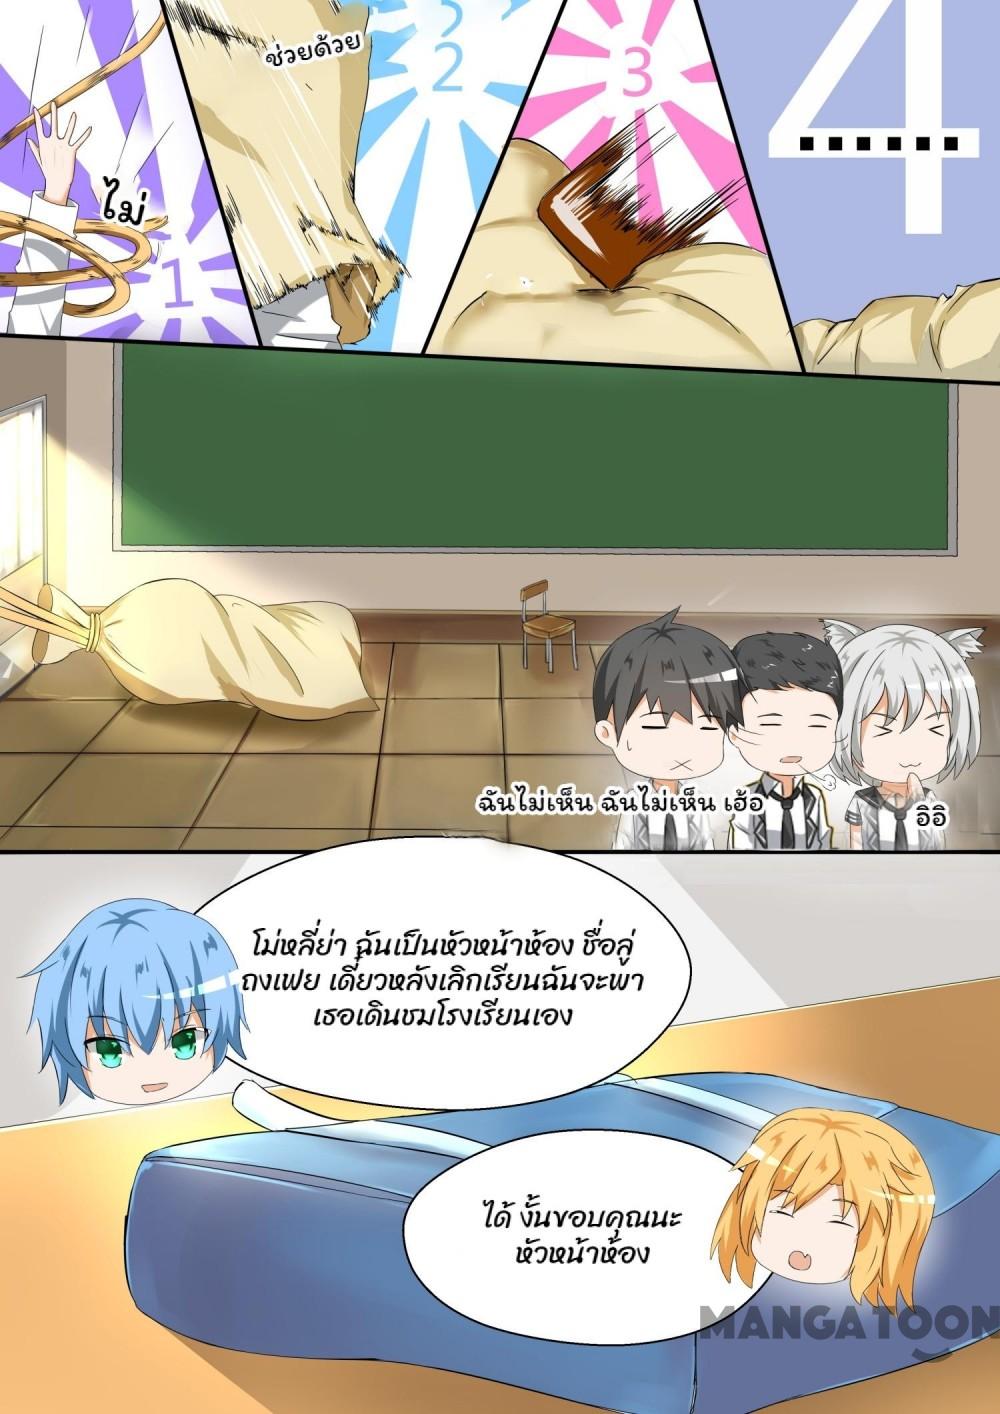 ช่วยด้วย
ไม่
1
2
3
4
......
ฉันไม่เห็น ฉันไม่เห็น เฮ้อ
อิอิ
โม่หลี่ย่า ฉันเป็นหัวหน้าห้อง ชื่อลู่
ถงเฟย เดี๋ยวหลังเลิกเรียนฉันจะพา
เธอเดินชมโรงเรียนเอง
ได้ งั้นขอบคุณนะ
หัวหน้าห้อง
MANGATOON